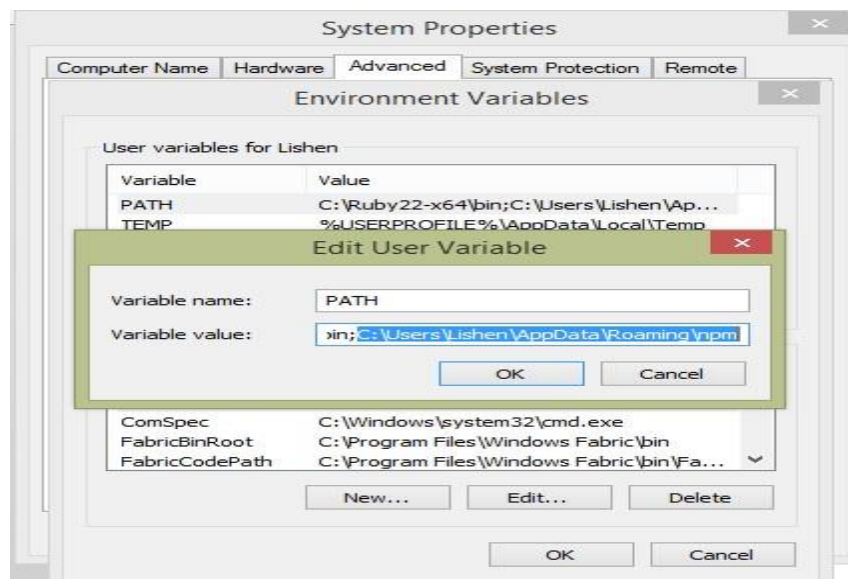 System Properties
Computer Name Hardware Advanced System Protection Remote
Environment Variables
User variables for Lishen
Variable Value
PATH C:\Ruby22-x64\bin;C:\Users\Lishen\Ap...
TEMP %USERPROFILE%\AppData\Local\Temp
Edit User Variable
Variable name: PATH
Variable value: bin;C:\Users\Lishen\AppData\Roaming\npm
OK Cancel
ComSpec C:\Windows\system32\cmd.exe
FabricBinRoot C:\Program Files\Windows Fabric\bin
FabricCodePath C:\Program Files\Windows Fabric\bin\Fa...
New... Edit... Delete
OK Cancel